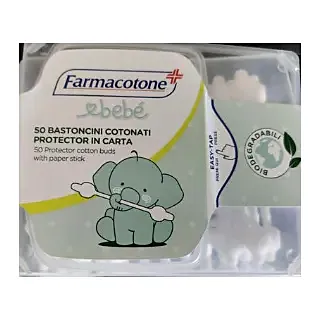 Farmacotone
bebé
50 BASTONCINI COTONATI
PROTECTOR IN CARTA
50 Protector cotton buds
with paper stick
EASY-TAP
BIODEGRADABILI